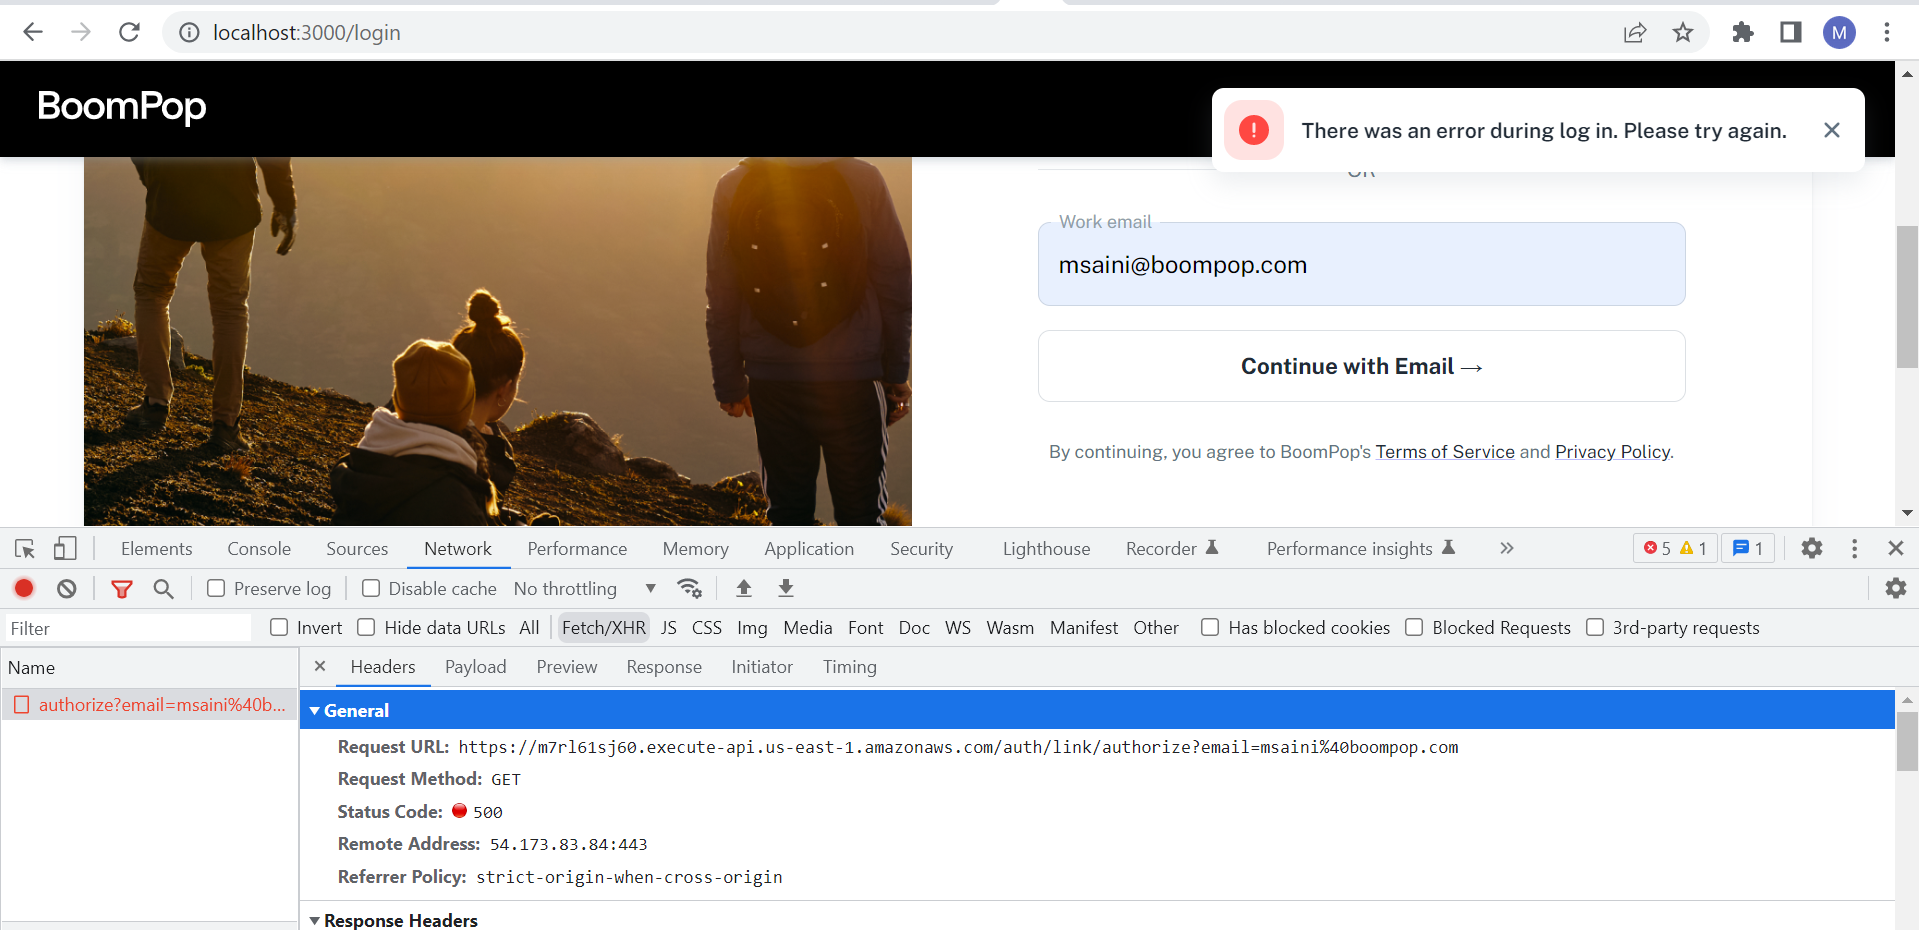 localhost:3000/login
M
BoomPop
There was an error during log in. Please try again.
Work email
msaini@boompop.com
Continue with Email →
By continuing, you agree to BoomPop's Terms of Service and Privacy Policy.
Elements Console Sources Network Performance Memory Application Security Lighthouse Recorder Performance insights 5 1 1
Preserve log Disable cache No throttling
Filter Invert Hide data URLs All Fetch/XHR JS CSS Img Media Font Doc WS Wasm Manifest Other Has blocked cookies Blocked Requests 3rd-party requests
Name Headers Payload Preview Response Initiator Timing
authorize?email=msaini%40b...
General
Request URL: https://m7rl61sj60.execute-api.us-east-1.amazonaws.com/auth/link/authorize?email=msaini%40boompop.com
Request Method: GET
Status Code: 500
Remote Address: 54.173.83.84:443
Referrer Policy: strict-origin-when-cross-origin
Response Headers